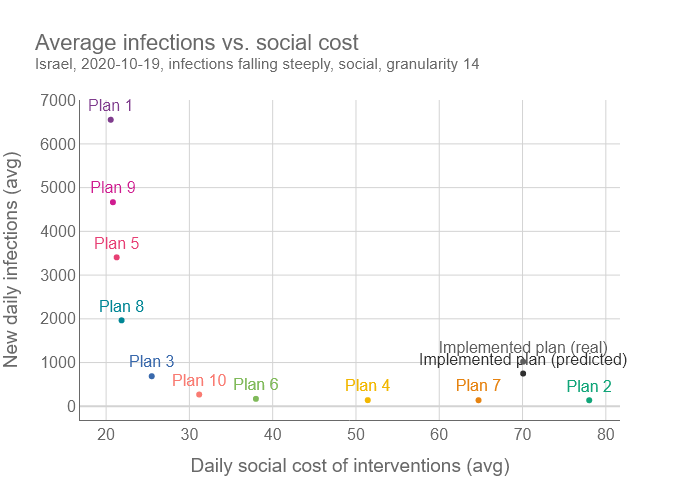 Average infections vs. social cost
Israel, 2020-10-19, infections falling steeply, social, granularity 14
New daily infections (avg)
7000
6000
5000
4000
3000
2000
1000
0
Plan 1
Plan 9
Plan 5
Plan 8
Plan 3
Plan 10
Plan 6
Plan 4
Plan 7
Plan 2
Implemented plan (real)
Implemented plan (predicted)
20 30 40 50 60 70 80
Daily social cost of interventions (avg)